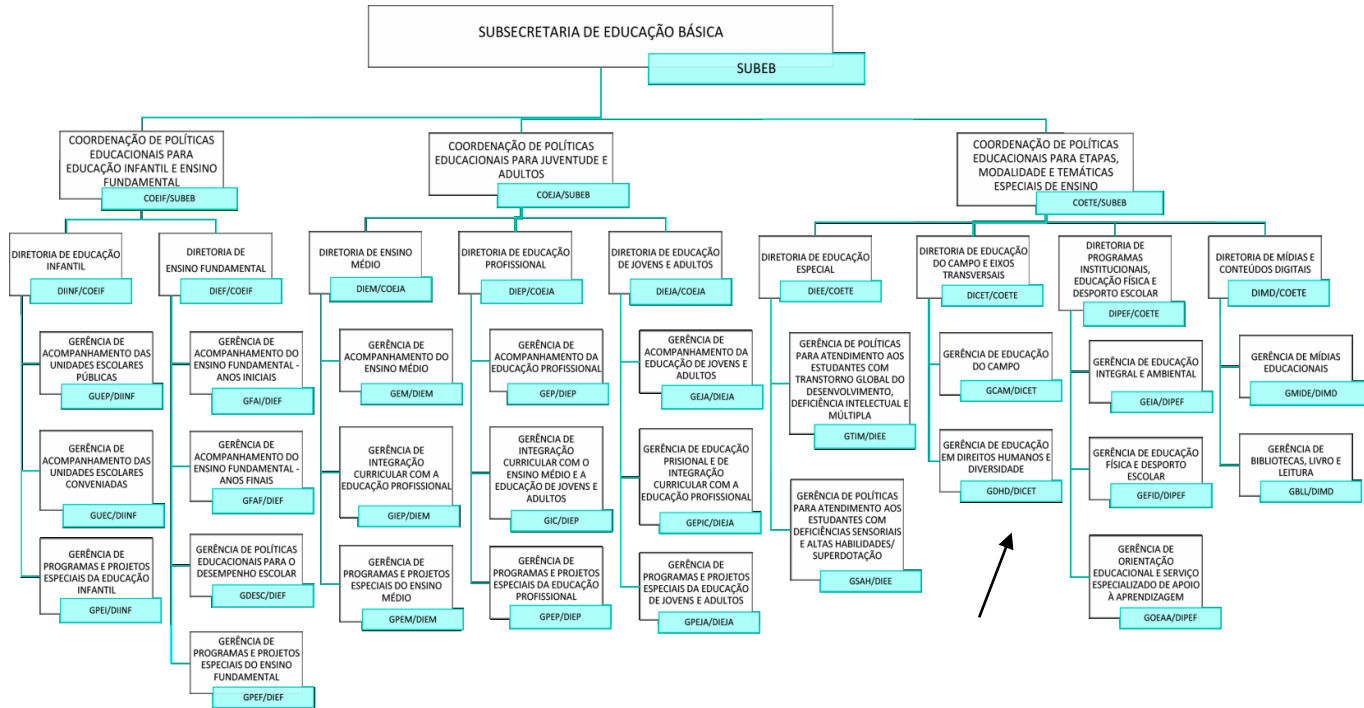 SUBSECRETARIA DE EDUCAÇÃO BÁSICA
SUBEB
COORDENAÇÃO DE POLÍTICAS
EDUCACIONAIS PARA
EDUCAÇÃO INFANTIL E ENSINO
FUNDAMENTAL
COEIF/SUBEB
COORDENAÇÃO DE POLÍTICAS
EDUCACIONAIS PARA JUVENTUDE E
ADULTOS
COEJA/SUBEB
COORDENAÇÃO DE POLÍTICAS
EDUCACIONAIS PARA ETAPAS,
MODALIDADE E TEMÁTICAS
ESPECIAIS DE ENSINO
COETE/SUBEB
DIRETORIA DE EDUCAÇÃO
INFANTIL
DIINF/COEIF
DIRETORIA DE
ENSINO FUNDAMENTAL
DIEF/COEIF
DIRETORIA DE ENSINO
MÉDIO
DIEM/COEJA
DIRETORIA DE EDUCAÇÃO
PROFISSIONAL
DIEP/COEJA
DIRETORIA DE EDUCAÇÃO
DE JOVENS E ADULTOS
DIEJA/COEJA
DIRETORIA DE EDUCAÇÃO
ESPECIAL
DIEE/COETE
DIRETORIA DE EDUCAÇÃO
DO CAMPO E EIXOS
TRANSVERSAIS
DICET/COETE
DIRETORIA DE
PROGRAMAS
INSTITUCIONAIS,
EDUCAÇÃO FÍSICA E
DESPORTO ESCOLAR
DIPEF/COETE
DIRETORIA DE MÍDIAS E
CONTEÚDOS DIGITAIS
DIMD/COETE
GERÊNCIA DE
ACOMPANHAMENTO DAS
UNIDADES ESCOLARES
PÚBLICAS
GUEP/DIINF
GERÊNCIA DE
ACOMPANHAMENTO DO
ENSINO FUNDAMENTAL -
ANOS INICIAIS
GFAI/DIEF
GERÊNCIA DE
ACOMPANHAMENTO DO
ENSINO MÉDIO
GEM/DIEM
GERÊNCIA DE
ACOMPANHAMENTO DA
EDUCAÇÃO PROFISSIONAL
GEP/DIEP
GERÊNCIA DE
ACOMPANHAMENTO DA
EDUCAÇÃO DE JOVENS E
ADULTOS
GEJA/DIEJA
GERÊNCIA DE POLÍTICAS
PARA ATENDIMENTO AOS
ESTUDANTES COM
TRANSTORNO GLOBAL DO
DESENVOLVIMENTO,
DEFICIÊNCIA INTELECTUAL E
MÚLTIPLA
GTIM/DIEE
GERÊNCIA DE EDUCAÇÃO
DO CAMPO
GCAM/DICET
GERÊNCIA DE EDUCAÇÃO
INTEGRAL E AMBIENTAL
GEIA/DIPEF
GERÊNCIA DE MÍDIAS
EDUCACIONAIS
GMIDE/DIMD
GERÊNCIA DE
ACOMPANHAMENTO DAS
UNIDADES ESCOLARES
CONVENIADAS
GUEC/DIINF
GERÊNCIA DE
ACOMPANHAMENTO DO
ENSINO FUNDAMENTAL -
ANOS FINAIS
GFAF/DIEF
GERÊNCIA DE
INTEGRAÇÃO
CURRICULAR COM A
EDUCAÇÃO PROFISSIONAL
GIEP/DIEM
GERÊNCIA DE
INTEGRAÇÃO
CURRICULAR COM O
ENSINO MÉDIO E A
EDUCAÇÃO DE JOVENS E
ADULTOS
GIC/DIEP
GERÊNCIA DE EDUCAÇÃO
PRISIONAL E DE
INTEGRAÇÃO
CURRICULAR COM A
EDUCAÇÃO PROFISSIONAL
GEPIC/DIEJA
GERÊNCIA DE POLÍTICAS
PARA ATENDIMENTO AOS
ESTUDANTES COM
DEFICIÊNCIAS SENSORIAIS
E ALTAS HABILIDADES/
SUPERDOTAÇÃO
GSAH/DIEE
GERÊNCIA DE EDUCAÇÃO
EM DIREITOS HUMANOS E
DIVERSIDADE
GDHD/DICET
GERÊNCIA DE EDUCAÇÃO
FÍSICA E DESPORTO
ESCOLAR
GEFID/DIPEF
GERÊNCIA DE
BIBLIOTECAS, LIVRO E
LEITURA
GBLL/DIMD
GERÊNCIA DE
PROGRAMAS E PROJETOS
ESPECIAIS DA EDUCAÇÃO
INFANTIL
GPEI/DIINF
GERÊNCIA DE POLÍTICAS
EDUCACIONAIS PARA O
DESEMPENHO ESCOLAR
GDESC/DIEF
GERÊNCIA DE
PROGRAMAS E PROJETOS
ESPECIAIS DO ENSINO
MÉDIO
GPEM/DIEM
GERÊNCIA DE
PROGRAMAS E PROJETOS
ESPECIAIS DA EDUCAÇÃO
PROFISSIONAL
GPEP/DIEP
GERÊNCIA DE
PROGRAMAS E PROJETOS
ESPECIAIS DA EDUCAÇÃO
DE JOVENS E ADULTOS
GPEJA/DIEJA
GERÊNCIA DE
ORIENTAÇÃO
EDUCACIONAL E SERVIÇO
ESPECIALIZADO DE APOIO
À APRENDIZAGEM
GOEAA/DIPEF
GERÊNCIA DE
PROGRAMAS E PROJETOS
ESPECIAIS DO ENSINO
FUNDAMENTAL
GPEF/DIEF